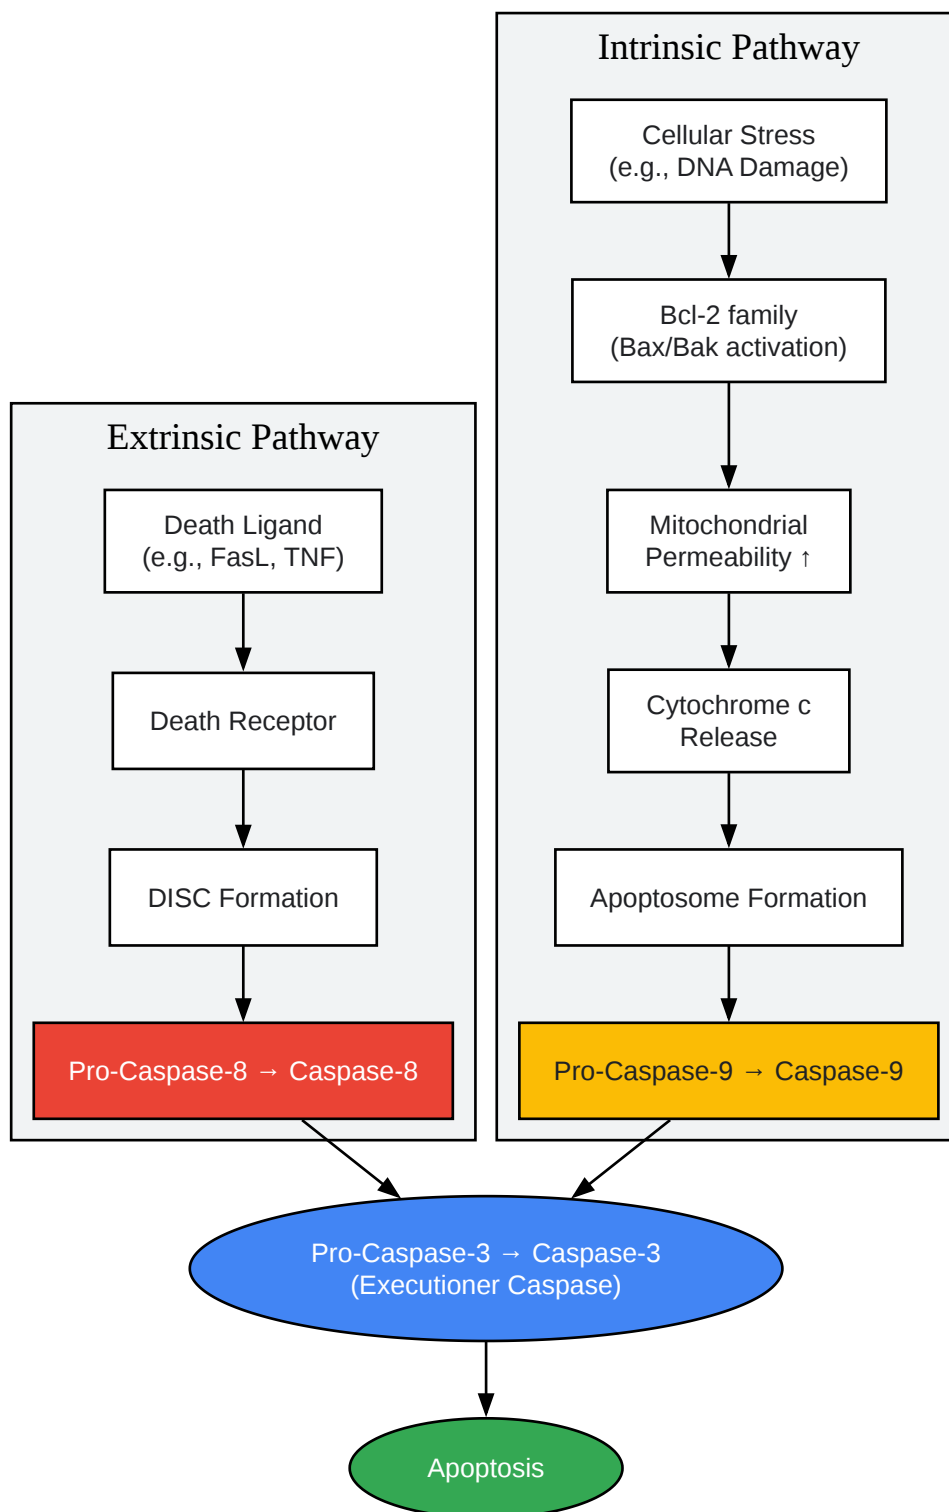 Intrinsic Pathway
Cellular Stress
(e.g., DNA Damage)
Bcl-2 family
(Bax/Bak activation)
Mitochondrial
Permeability ↑
Cytochrome c
Release
Apoptosome Formation
Pro-Caspase-9 → Caspase-9
Extrinsic Pathway
Death Ligand
(e.g., FasL, TNF)
Death Receptor
DISC Formation
Pro-Caspase-8 → Caspase-8
Pro-Caspase-3 → Caspase-3
(Executioner Caspase)
Apoptosis